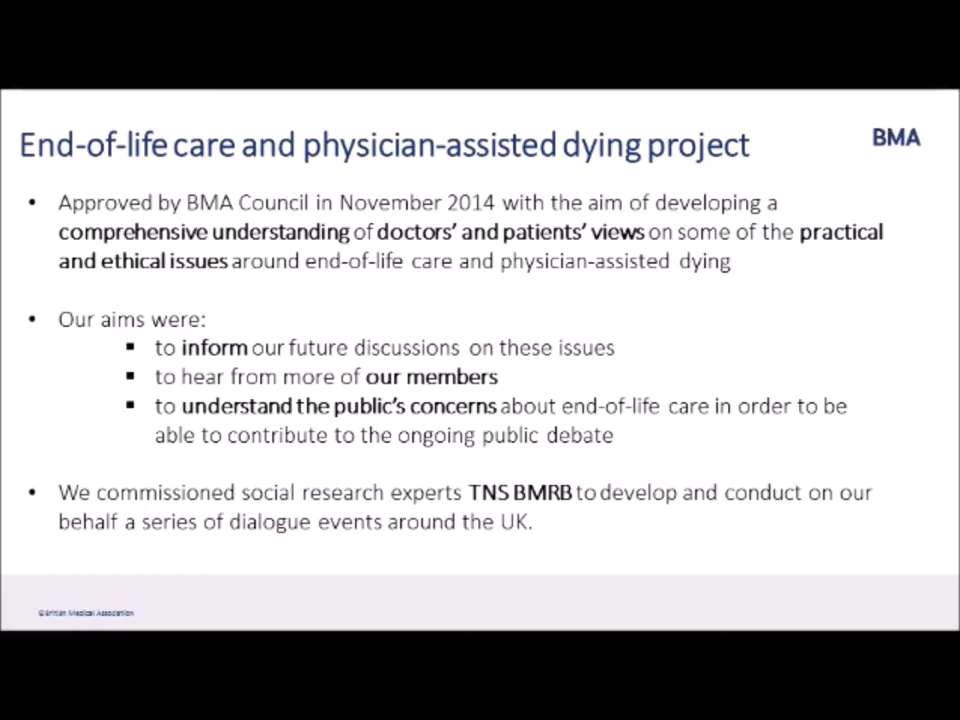 End-of-life care and physician-assisted dying project
BMA
• Approved by BMA Council in November 2014 with the aim of developing a
comprehensive understanding of doctors' and patients' views on some of the practical
and ethical issues around end-of-life care and physician-assisted dying
• Our aims were:
▪ to inform our future discussions on these issues
▪ to hear from more of our members
▪ to understand the public's concerns about end-of-life care in order to be
able to contribute to the ongoing public debate
• We commissioned social research experts TNS BMRB to develop and conduct on our
behalf a series of dialogue events around the UK.
©British Medical Association